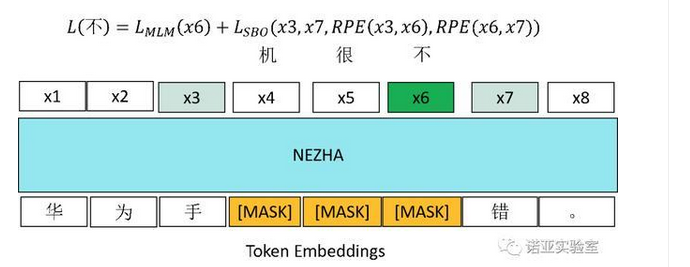 L(不) = L_MLM(x6) + L_SBO(x3, x7, RPE(x3, x6), RPE(x6, x7))
机 很 不
x1 x2 x3 x4 x5 x6 x7 x8
NEZHA
华 为 手 [MASK] [MASK] [MASK] 错 。
Token Embeddings
诺亚实验室